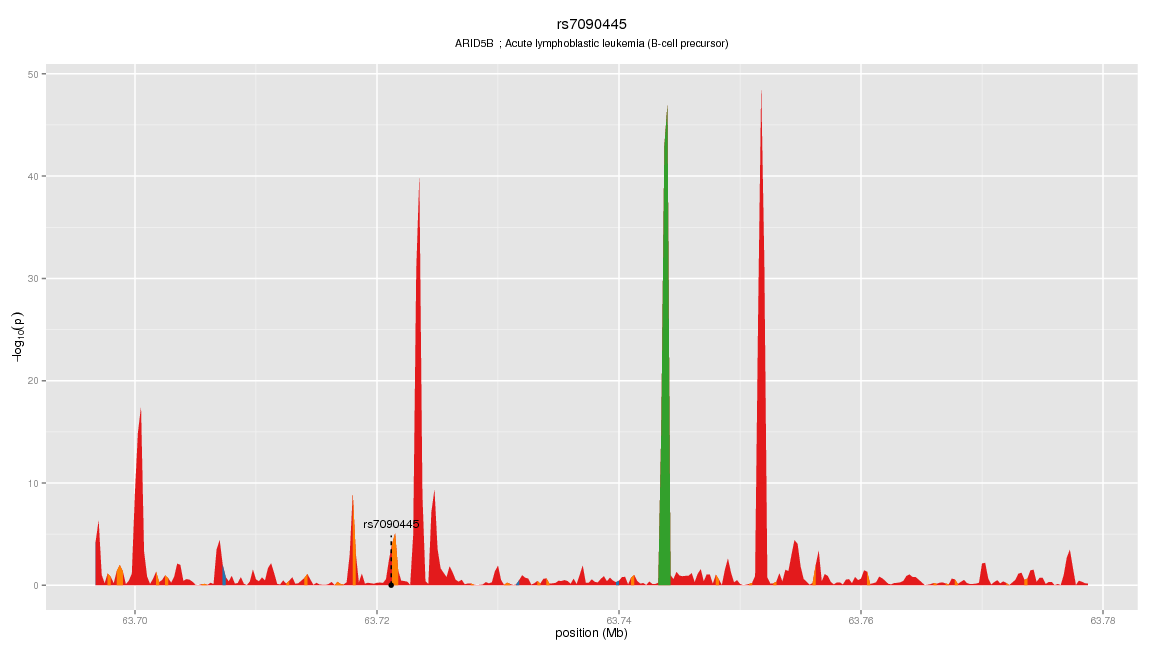 rs7090445
ARID5B ; Acute lymphoblastic leukemia (B-cell precursor)
50
40
30
20
10
0
−log10(p)
rs7090445
63.70 63.72 63.74 63.76 63.78
position (Mb)